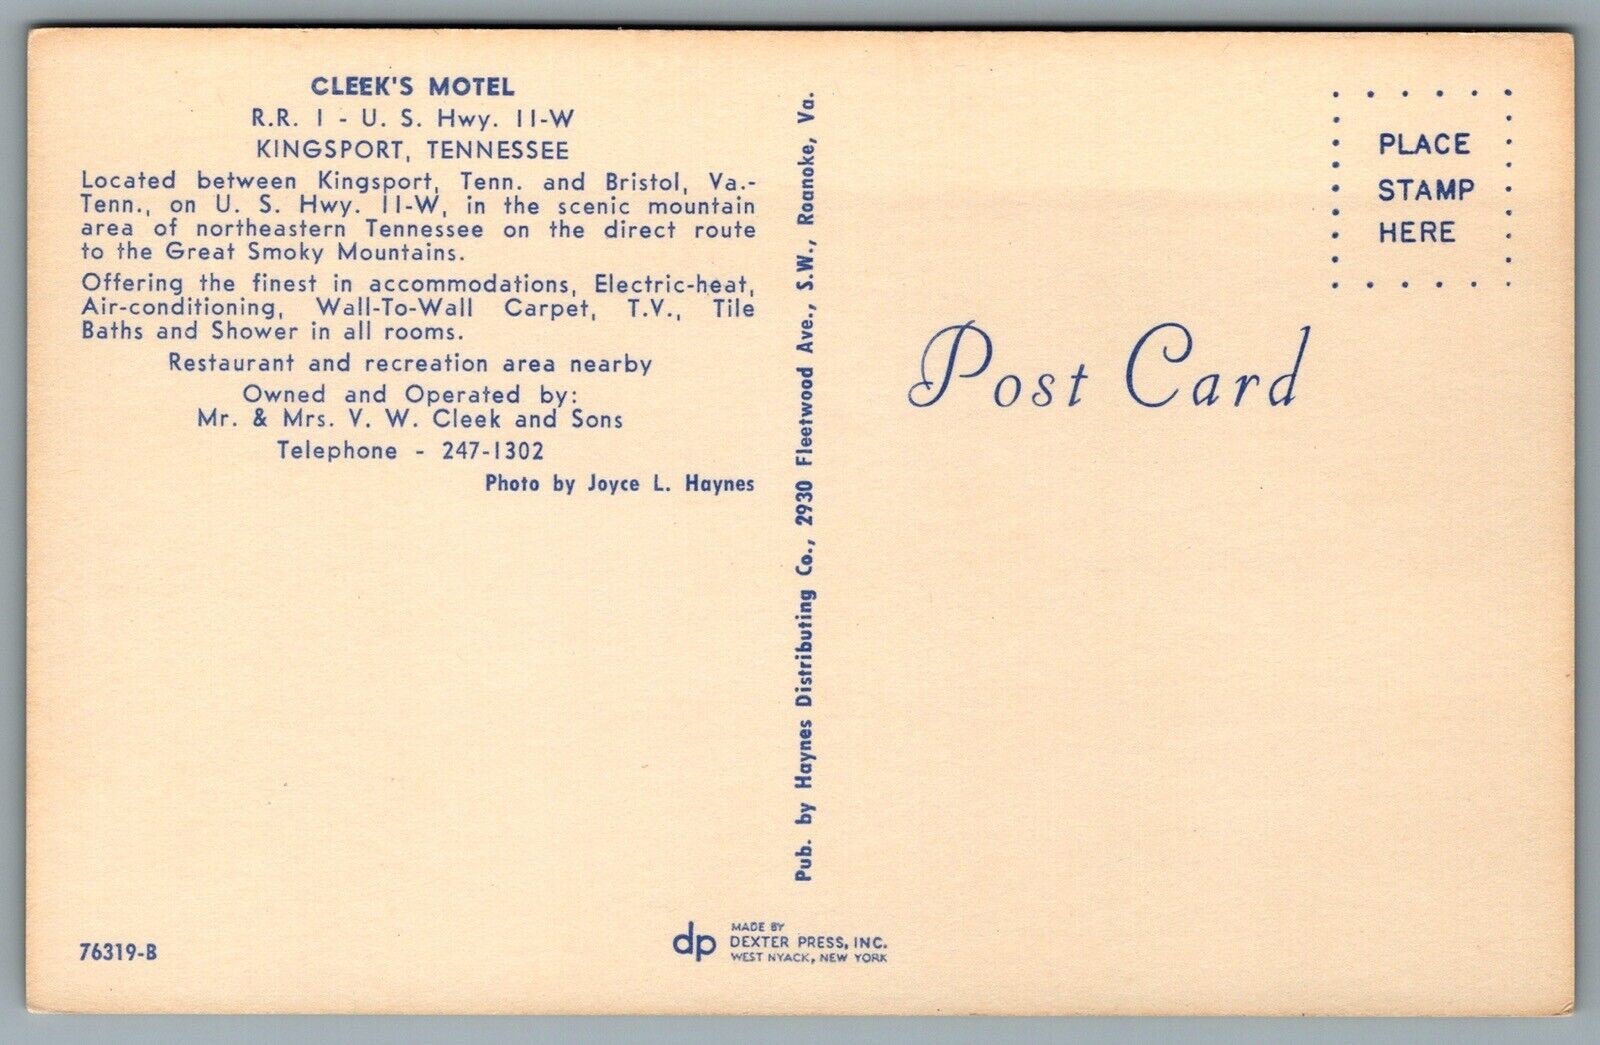 CLEEK'S MOTEL
R.R. 1 - U. S. Hwy. 11-W
KINGSPORT, TENNESSEE
Located between Kingsport, Tenn. and Bristol, Va.-
Tenn., on U. S. Hwy. 11-W, in the scenic mountain
area of northeastern Tennessee on the direct route
to the Great Smoky Mountains.
Offering the finest in accommodations, Electric-heat,
Air-conditioning, Wall-To-Wall Carpet, T.V., Tile
Baths and Shower in all rooms.
Restaurant and recreation area nearby
Owned and Operated by:
Mr. & Mrs. V. W. Cleek and Sons
Telephone - 247-1302
Photo by Joyce L. Haynes
76319-B
Pub. by Haynes Distributing Co., 2930 Fleetwood Ave., S.W., Roanoke, Va.
dp
MADE BY
DEXTER PRESS, INC.
WEST NYACK, NEW YORK
PLACE
STAMP
HERE
Post Card